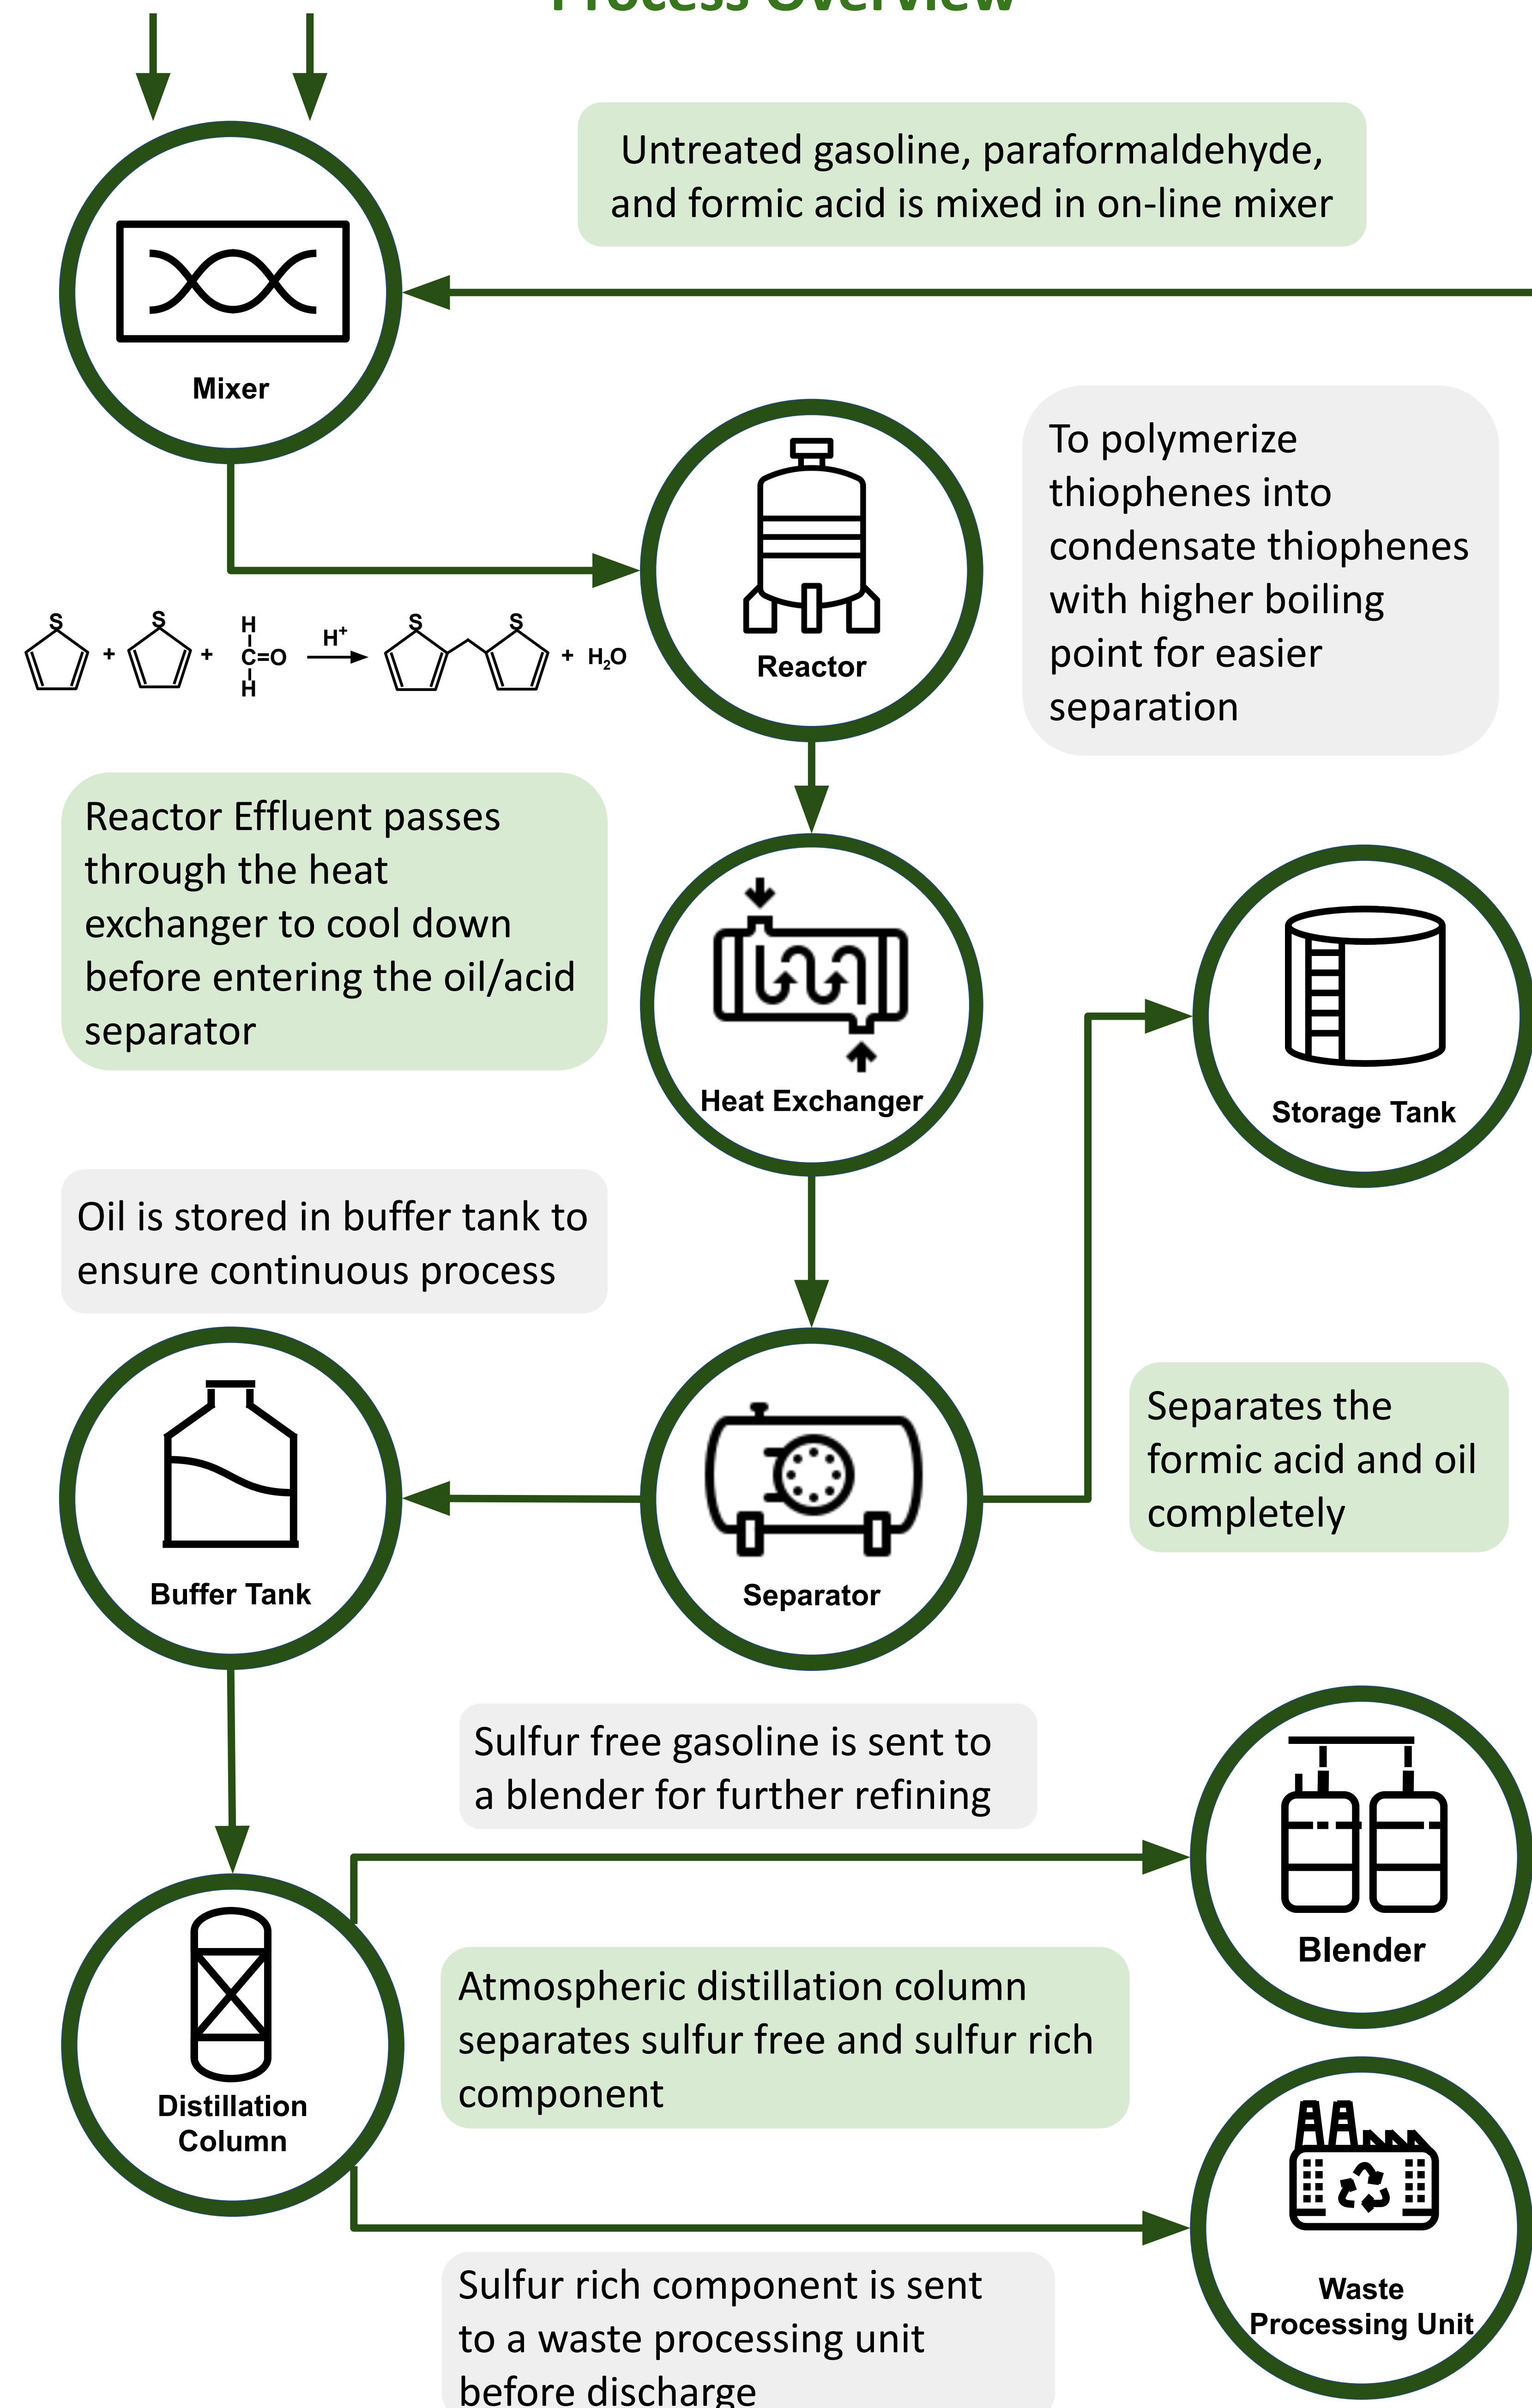 Process Overview
Untreated gasoline, paraformaldehyde,
and formic acid is mixed in on-line mixer
Mixer
To polymerize
thiophenes into
condensate thiophenes
with higher boiling
point for easier
separation
Reactor
S + S + H C=O H H⁺ S S + H₂O
Reactor Effluent passes
through the heat
exchanger to cool down
before entering the oil/acid
separator
Heat Exchanger
Storage Tank
Oil is stored in buffer tank to
ensure continuous process
Buffer Tank
Separator
Separates the
formic acid and oil
completely
Sulfur free gasoline is sent to
a blender for further refining
Blender
Distillation
Column
Atmospheric distillation column
separates sulfur free and sulfur rich
component
Waste
Processing Unit
Sulfur rich component is sent
to a waste processing unit
before discharge